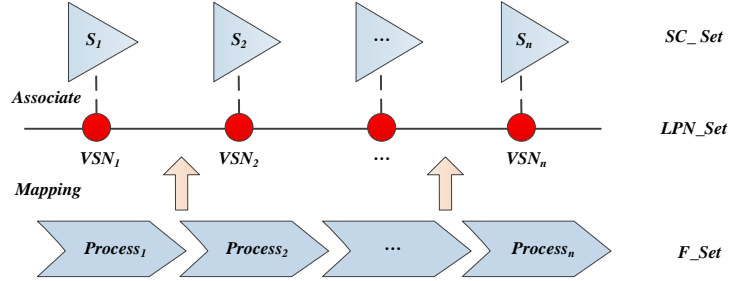 S1 S2 ... Sn SC_ Set
Associate
LPN_Set
VSN1 VSN2 ... VSNn
Mapping
Process1 Process2 ... Processn F_Set